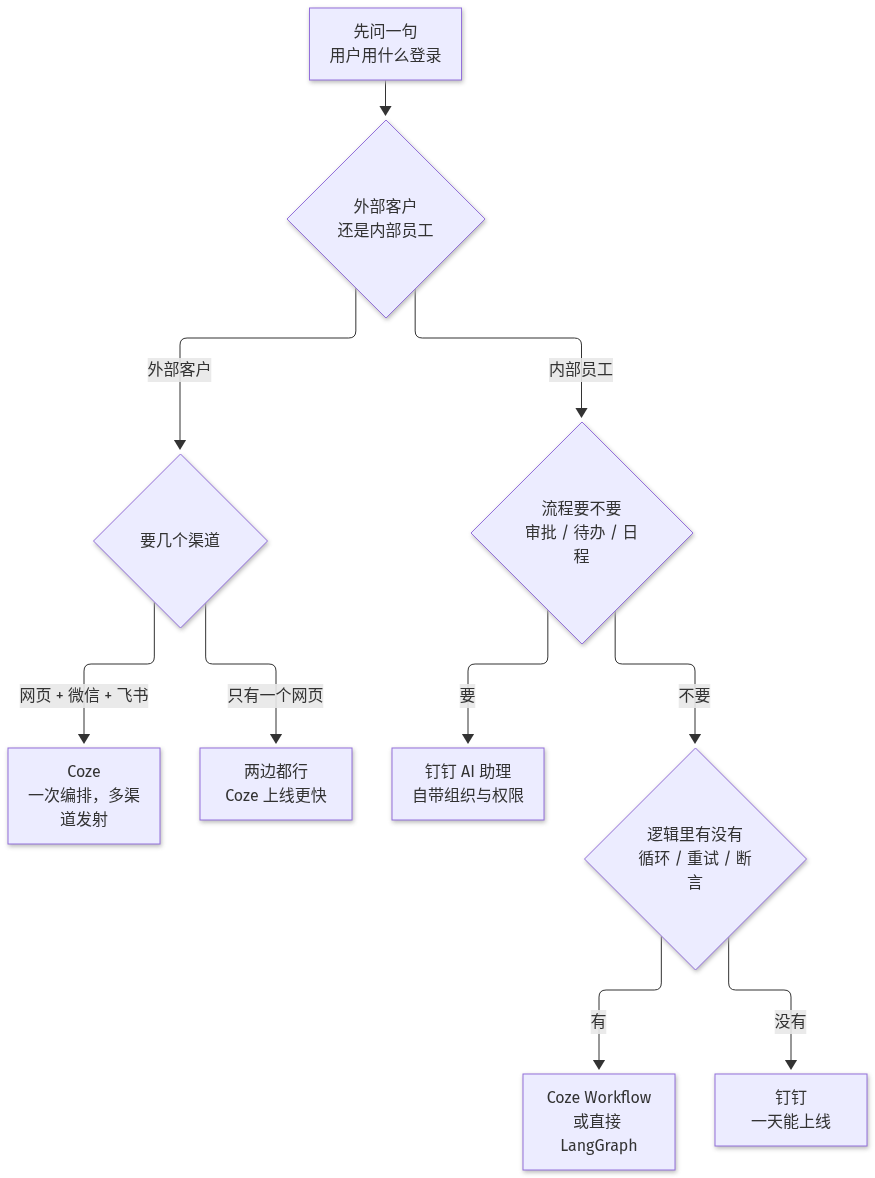 先问一句
用户用什么登录
外部客户
还是内部员工
外部客户
内部员工
要几个渠道
流程要不要
审批 / 待办 / 日
程
网页 + 微信 + 飞书
只有一个网页
要
不要
Coze
一次编排，多渠
道发射
两边都行
Coze 上线更快
钉钉 AI 助理
自带组织与权限
逻辑里有没有
循环 / 重试 / 断
言
有
没有
Coze Workflow
或直接
LangGraph
钉钉
一天能上线